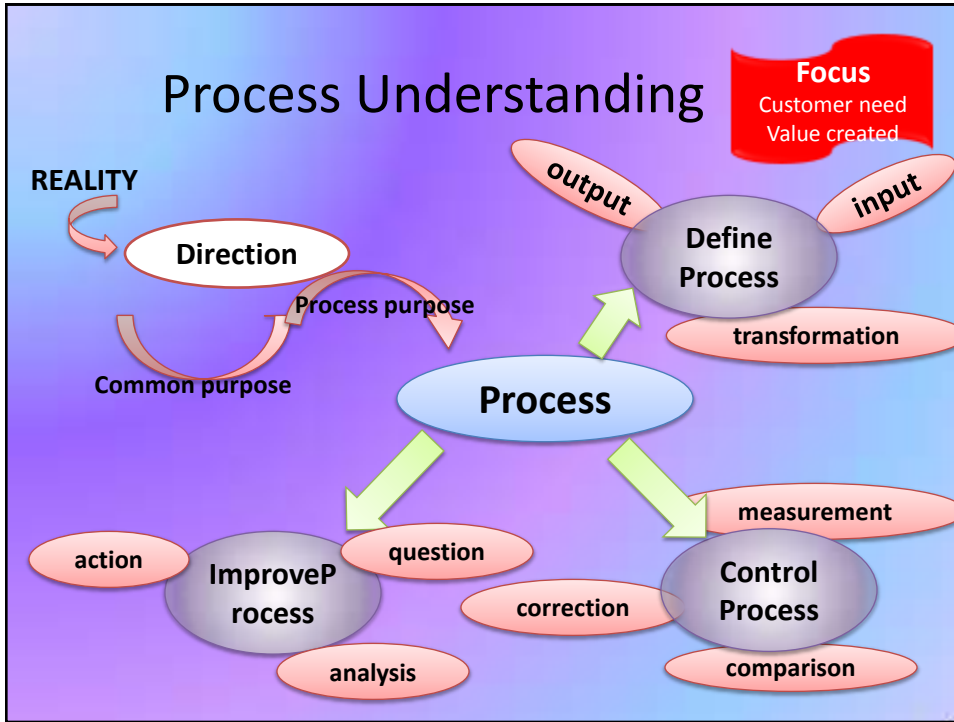 Process Understanding
Focus
Customer need
Value created
REALITY
Direction
Process purpose
Common purpose
output
input
Define
Process
transformation
Process
measurement
action
question
ImproveP
rocess
Control
Process
correction
analysis
comparison